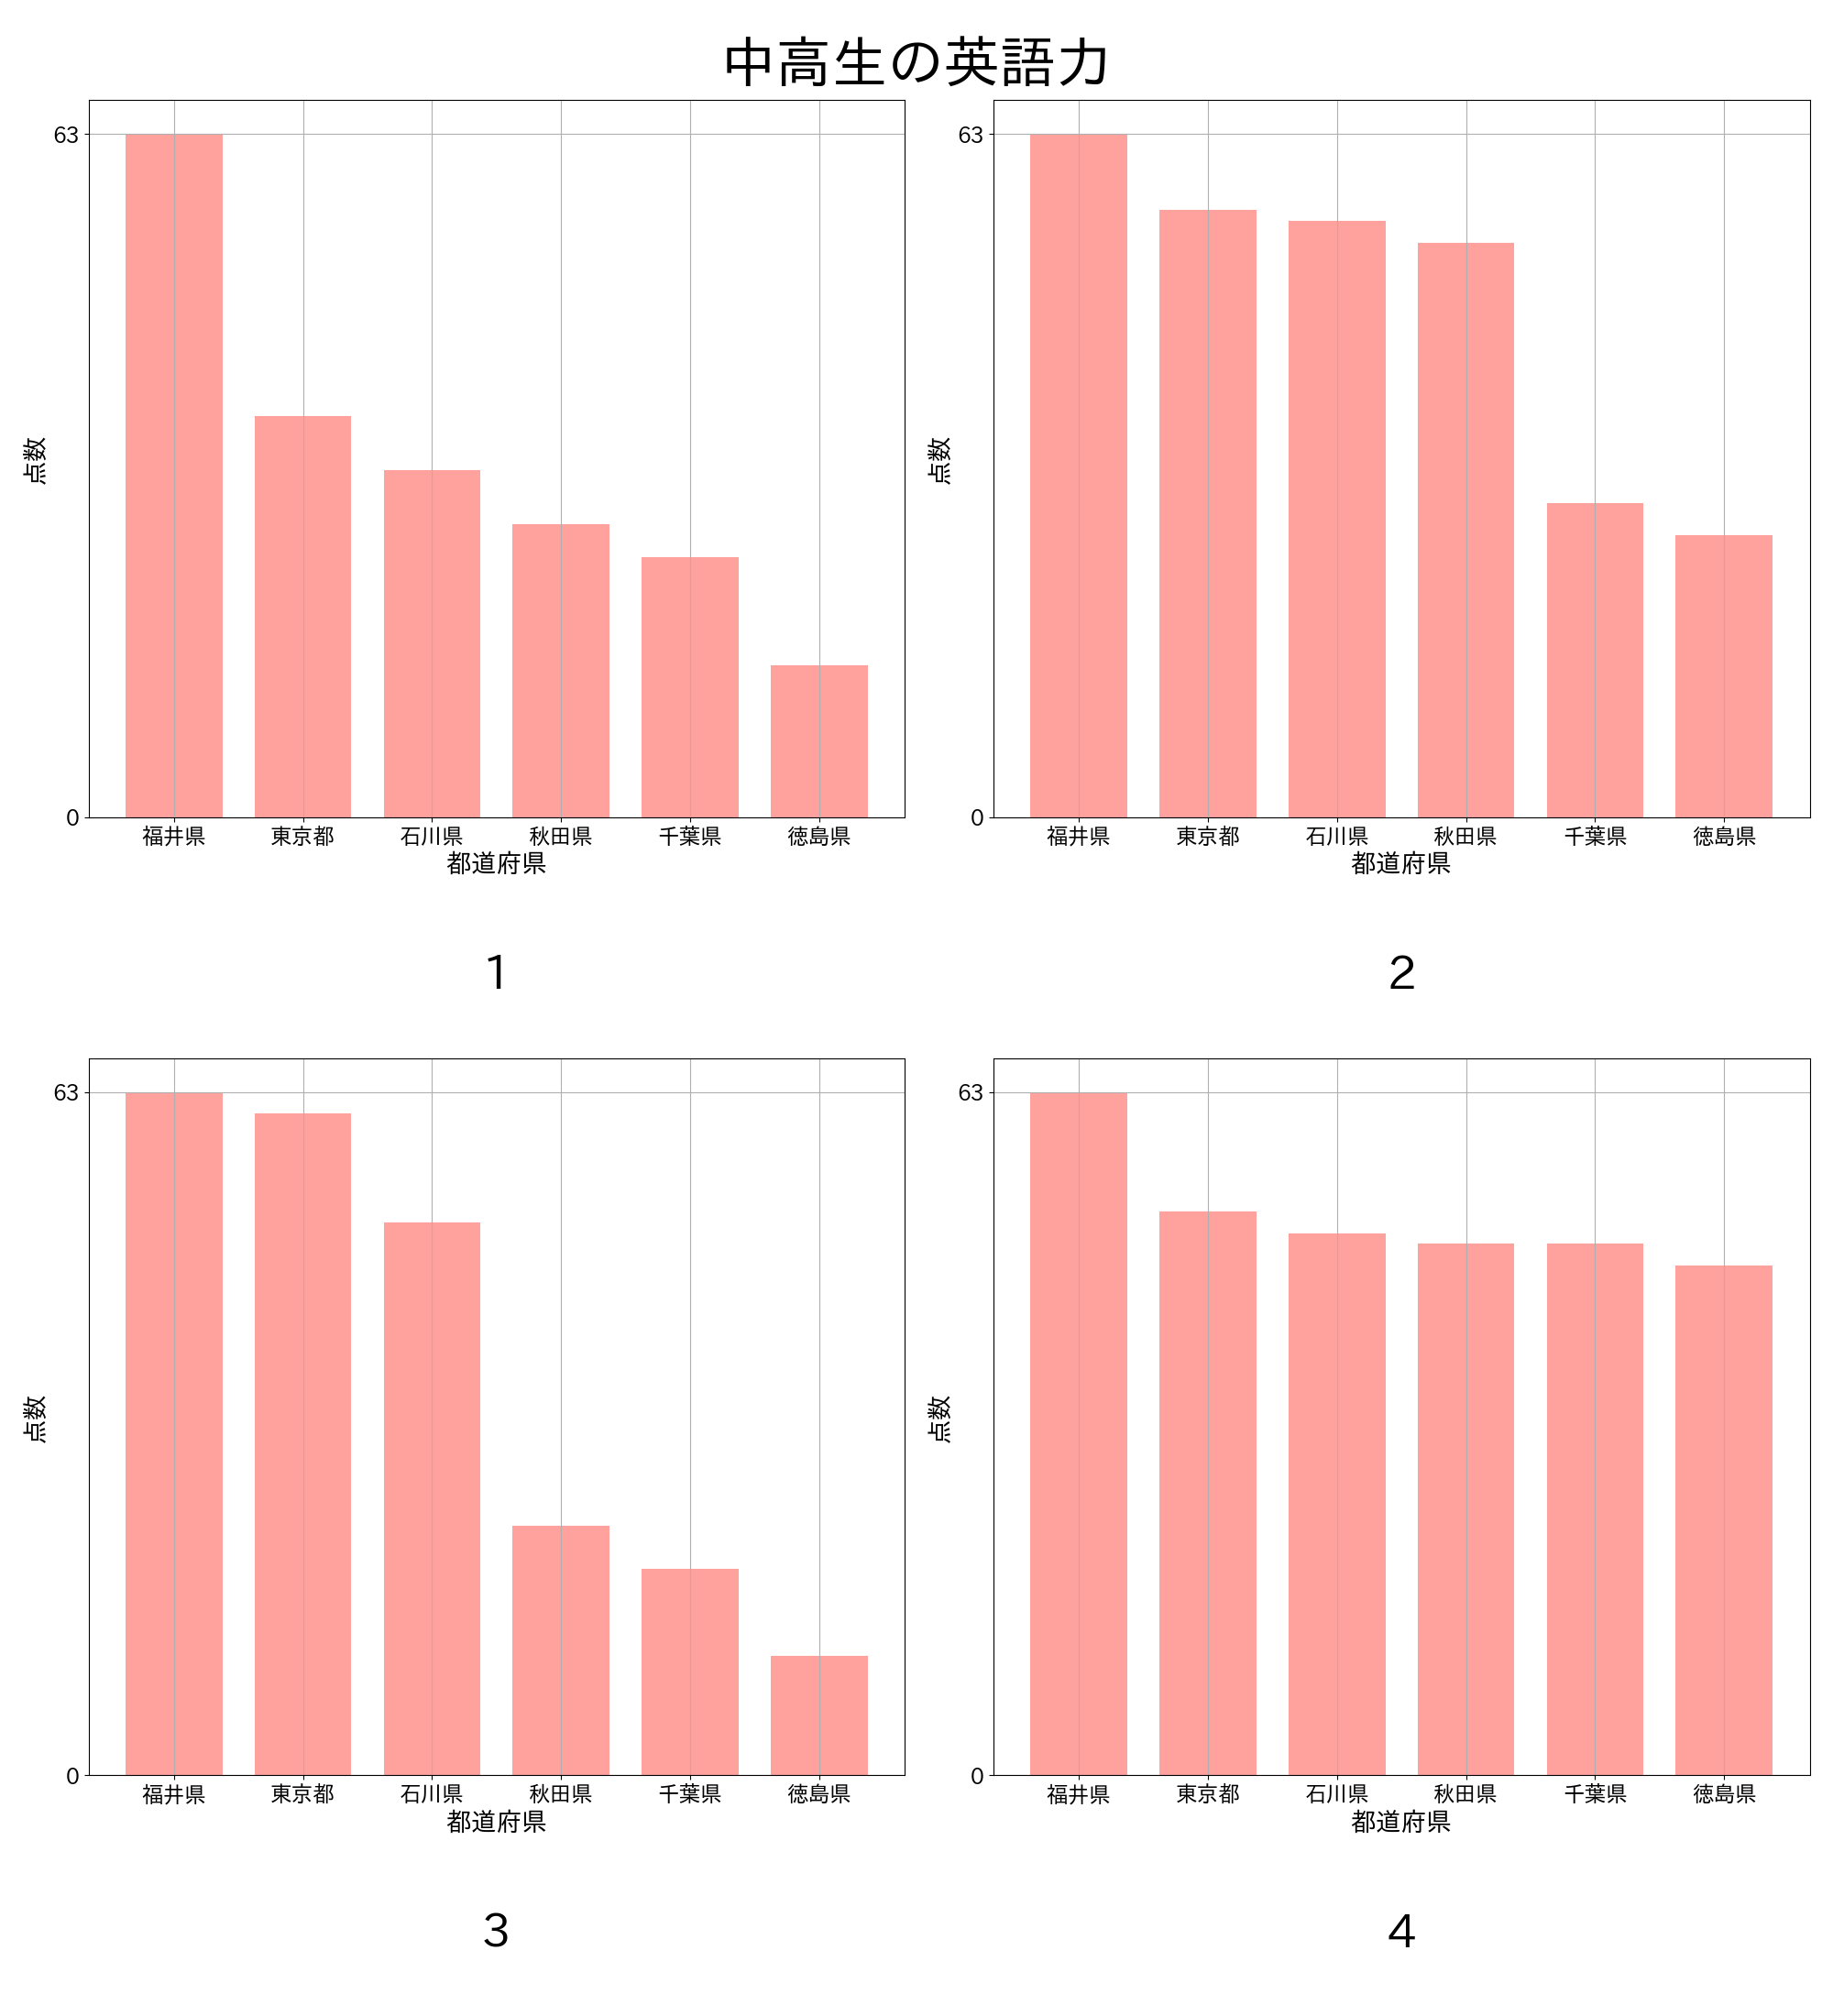 中高生の英語力
63
0
点数
福井県 東京都 石川県 秋田県 千葉県 徳島県
都道府県
1
63
0
点数
福井県 東京都 石川県 秋田県 千葉県 徳島県
都道府県
2
63
0
点数
福井県 東京都 石川県 秋田県 千葉県 徳島県
都道府県
3
63
0
点数
福井県 東京都 石川県 秋田県 千葉県 徳島県
都道府県
4